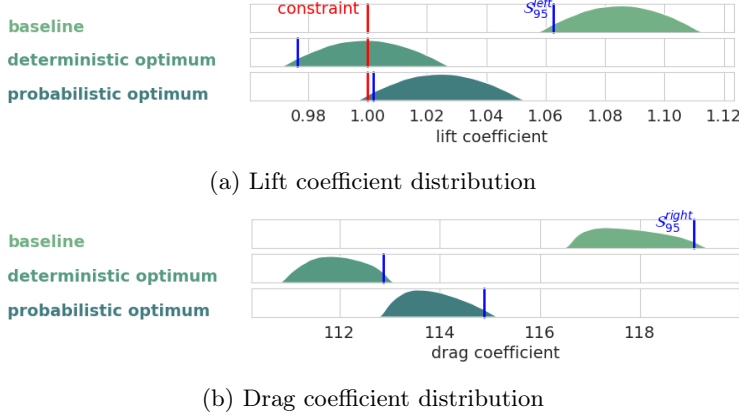 constraint
S_95^left
baseline
deterministic optimum
probabilistic optimum
0.98 1.00 1.02 1.04 1.06 1.08 1.10 1.12
lift coefficient
(a) Lift coefficient distribution
S_95^right
baseline
deterministic optimum
probabilistic optimum
112 114 116 118
drag coefficient
(b) Drag coefficient distribution